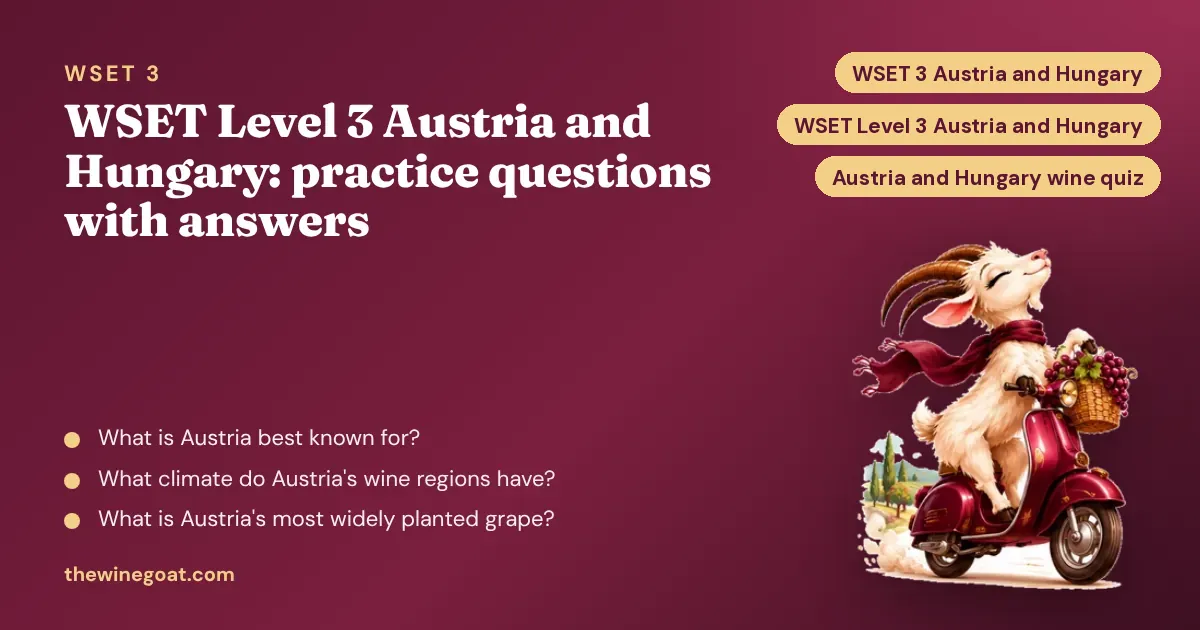 WSET 3
WSET Level 3 Austria and
Hungary: practice questions
with answers
WSET 3 Austria and Hungary
WSET Level 3 Austria and Hungary
Austria and Hungary wine quiz
What is Austria best known for?
What climate do Austria's wine regions have?
What is Austria's most widely planted grape?
thewinegoat.com